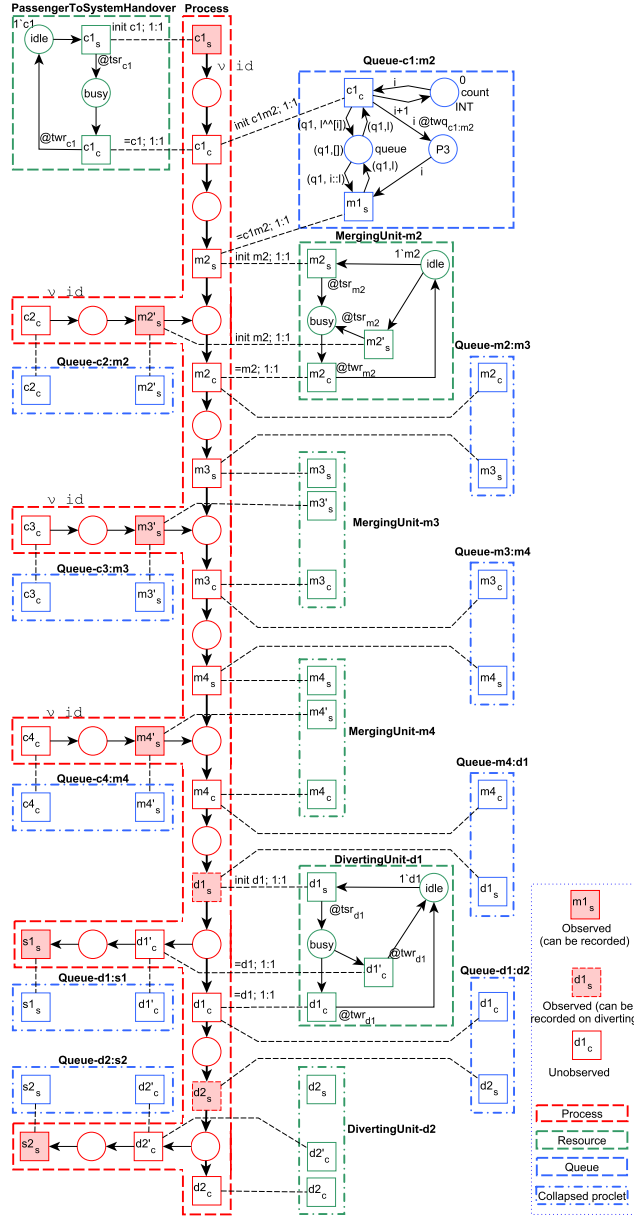 PassengerToSystemHandover
Process
1`c1
idle
c1s
init c1; 1:1
c1s
@tsrc1
ν id
busy
@twrc1
c1c
=c1; 1:1
c1c
Queue-c1:m2
c1c
i
0
count
INT
i+1
init c1m2; 1:1
(q1, l^^[i])
(q1,l)
i @twqc1:m2
(q1,[])
queue
P3
(q1, i::l)
(q1,l)
i
m1s
=c1m2; 1:1
MergingUnit-m2
m2s
init m2; 1:1
m2s
1`m2
idle
@tsrm2
ν id
c2c
m2's
busy
@tsrm2
m2's
init m2; 1:1
Queue-c2:m2
c2c
m2's
m2c
=m2; 1:1
m2c
@twrm2
Queue-m2:m3
m2c
m3s
m3s
m3s
ν id
m3's
c3c
m3's
MergingUnit-m3
Queue-c3:m3
c3c
m3's
m3c
m3c
Queue-m3:m4
m3c
m4s
m4s
m4s
ν id
m4's
c4c
m4's
MergingUnit-m4
Queue-c4:m4
c4c
m4's
m4c
m4c
Queue-m4:d1
m4c
DivertingUnit-d1
d1s
init d1; 1:1
d1s
1`d1
idle
d1s
@tsrd1
s1s
d1'c
busy
=d1; 1:1
d1'c
@twrd1
Queue-d1:s1
s1s
d1'c
d1c
=d1; 1:1
d1c
@twrd1
Queue-d1:d2
d1c
Queue-d2:s2
s2s
d2'c
d2s
d2s
d2s
s2s
d2'c
d2'c
DivertingUnit-d2
d2c
d2c
m1s
Observed
(can be recorded)
d1s
Observed (can be
recorded on diverting
d1c
Unobserved
Process
Resource
Queue
Collapsed proclet